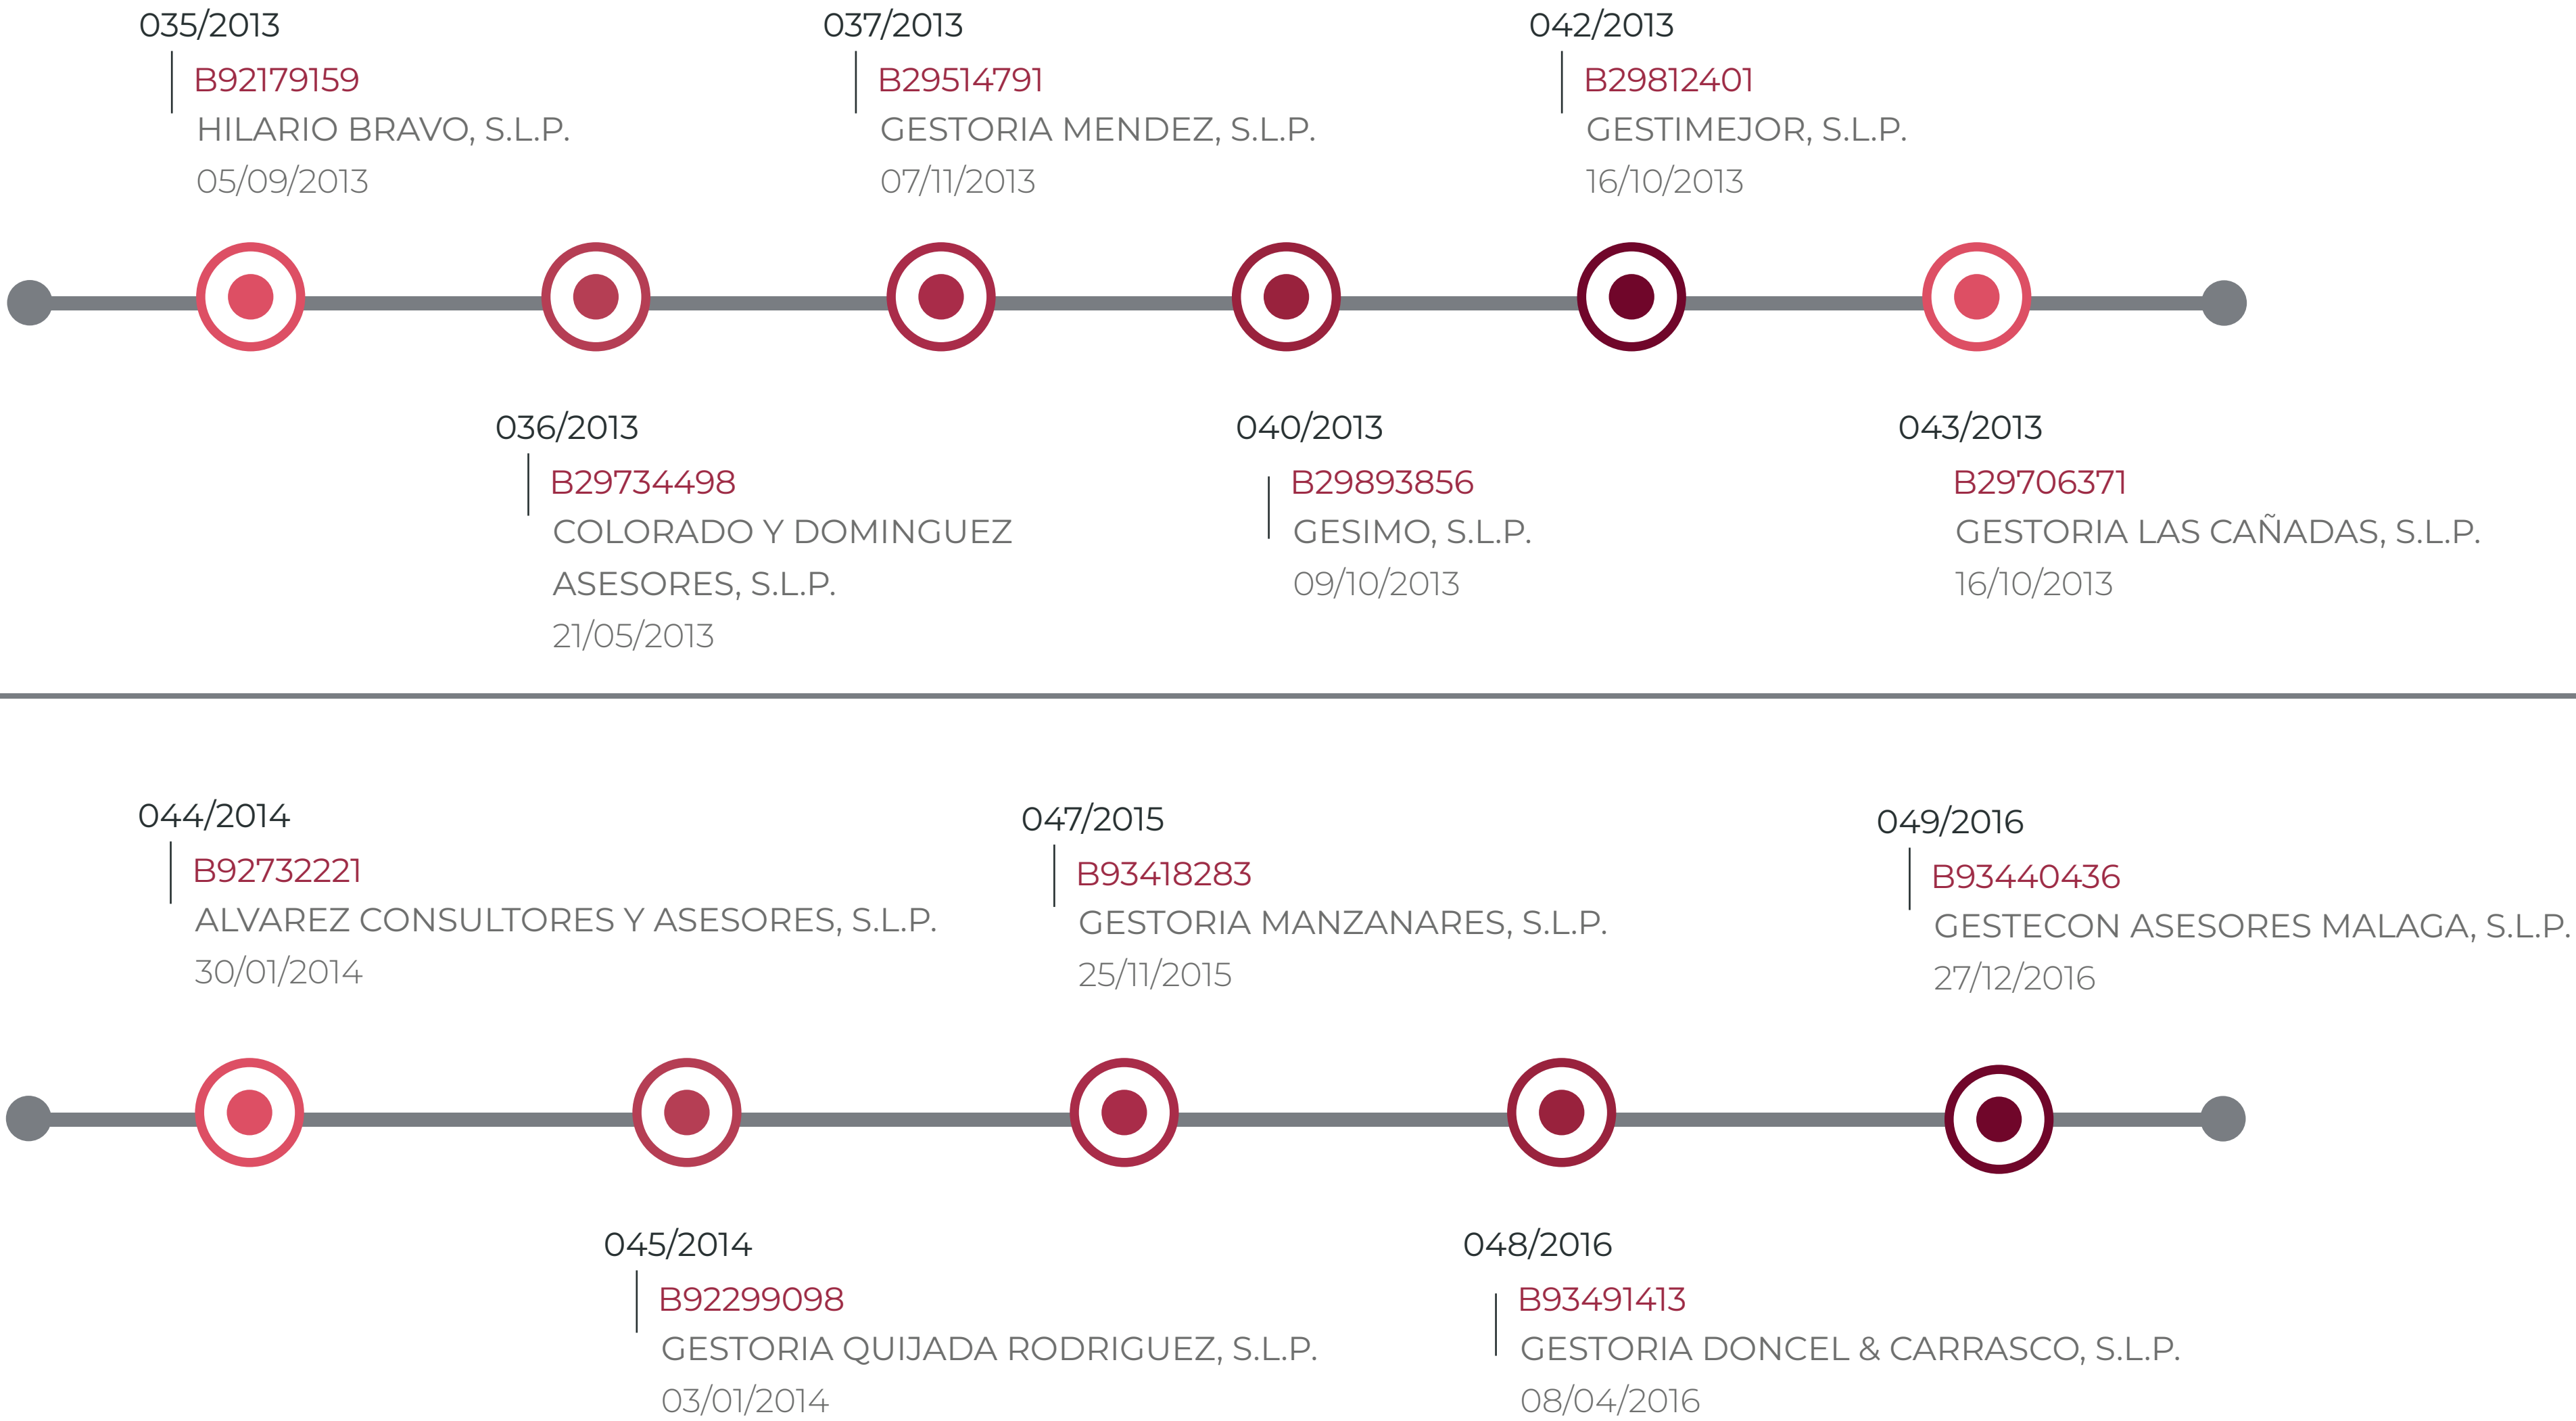 035/2013
B92179159
HILARIO BRAVO, S.L.P.
05/09/2013
037/2013
B29514791
GESTORIA MENDEZ, S.L.P.
07/11/2013
042/2013
B29812401
GESTIMEJOR, S.L.P.
16/10/2013
036/2013
B29734498
COLORADO Y DOMINGUEZ
ASESORES, S.L.P.
21/05/2013
040/2013
B29893856
GESIMO, S.L.P.
09/10/2013
043/2013
B29706371
GESTORIA LAS CAÑADAS, S.L.P.
16/10/2013
044/2014
B92732221
ALVAREZ CONSULTORES Y ASESORES, S.L.P.
30/01/2014
047/2015
B93418283
GESTORIA MANZANARES, S.L.P.
25/11/2015
049/2016
B93440436
GESTECON ASESORES MALAGA, S.L.P.
27/12/2016
045/2014
B92299098
GESTORIA QUIJADA RODRIGUEZ, S.L.P.
03/01/2014
048/2016
B93491413
GESTORIA DONCEL & CARRASCO, S.L.P.
08/04/2016